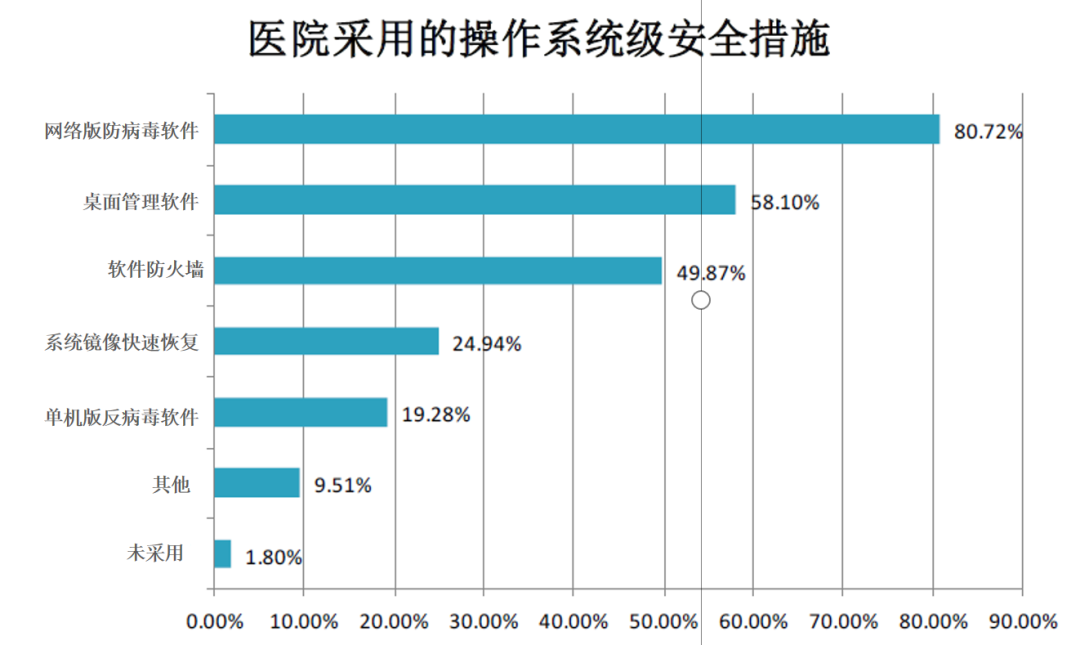 医院采用的操作系统级安全措施
网络版防病毒软件 80.72%
桌面管理软件 58.10%
软件防火墙 49.87%
系统镜像快速恢复 24.94%
单机版反病毒软件 19.28%
其他 9.51%
未采用 1.80%
0.00% 10.00% 20.00% 30.00% 40.00% 50.00% 60.00% 70.00% 80.00% 90.00%